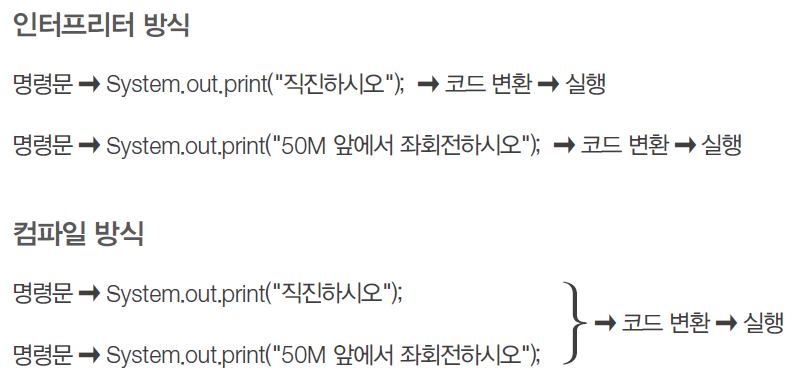 인터프리터 방식
명령문 ➞ System.out.print("직진하시오"); ➞ 코드 변환 ➞ 실행
명령문 ➞ System.out.print("50M 앞에서 좌회전하시오"); ➞ 코드 변환 ➞ 실행
컴파일 방식
명령문 ➞ System.out.print("직진하시오");
명령문 ➞ System.out.print("50M 앞에서 좌회전하시오");
➞ 코드 변환 ➞ 실행